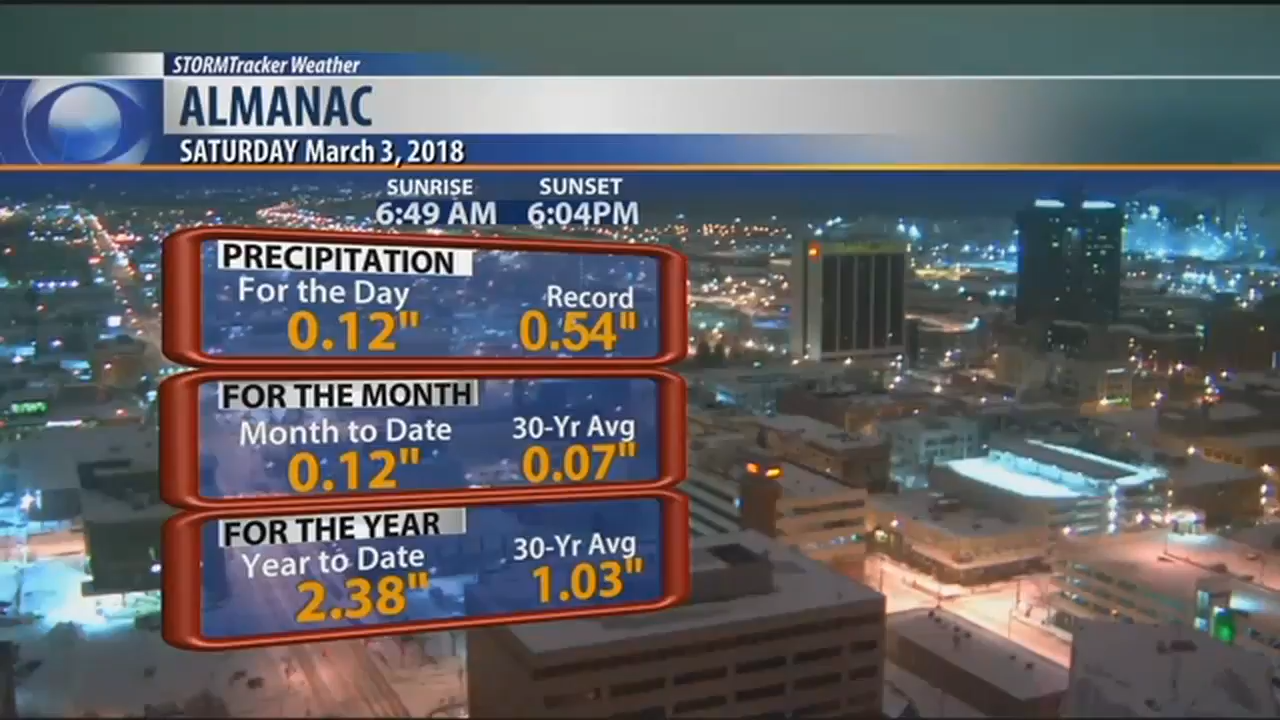 STORMTracker Weather
ALMANAC
SATURDAY March 3, 2018
SUNRISE SUNSET
6:49 AM 6:04PM
PRECIPITATION
For the Day Record
0.12" 0.54"
FOR THE MONTH
Month to Date 30-Yr Avg
0.12" 0.07"
FOR THE YEAR
Year to Date 30-Yr Avg
2.38" 1.03"